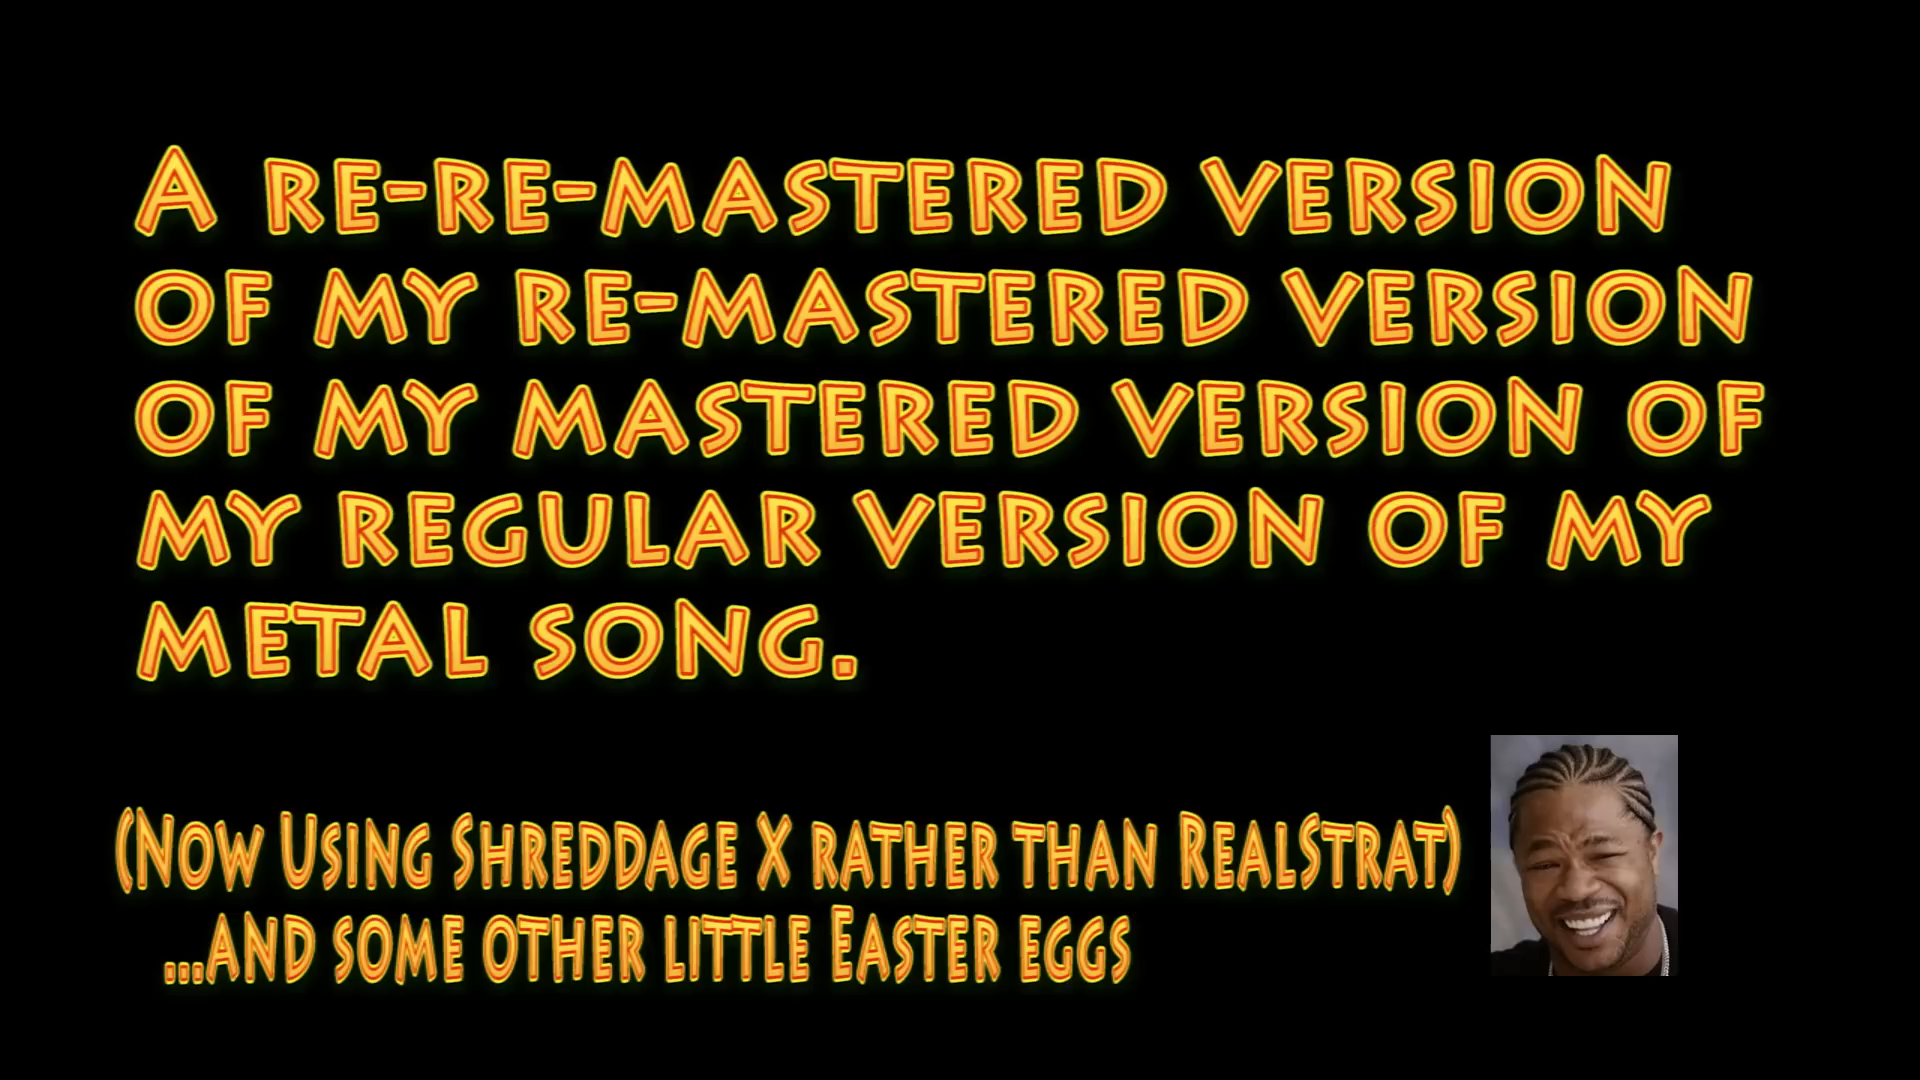 A re-re-mastered version
of my re-mastered version
of my mastered version of
my regular version of my
metal song.
(Now Using Shreddage X rather than RealStrat)
...and some other little Easter eggs